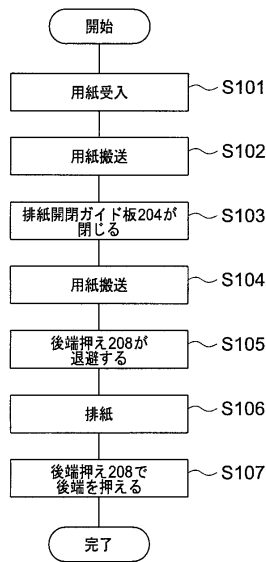 開始
用紙受入
S101
用紙搬送
S102
排紙開閉ガイド板204が
閉じる
S103
用紙搬送
S104
後端押え208が
退避する
S105
排紙
S106
後端押え208で
後端を押える
S107
完了